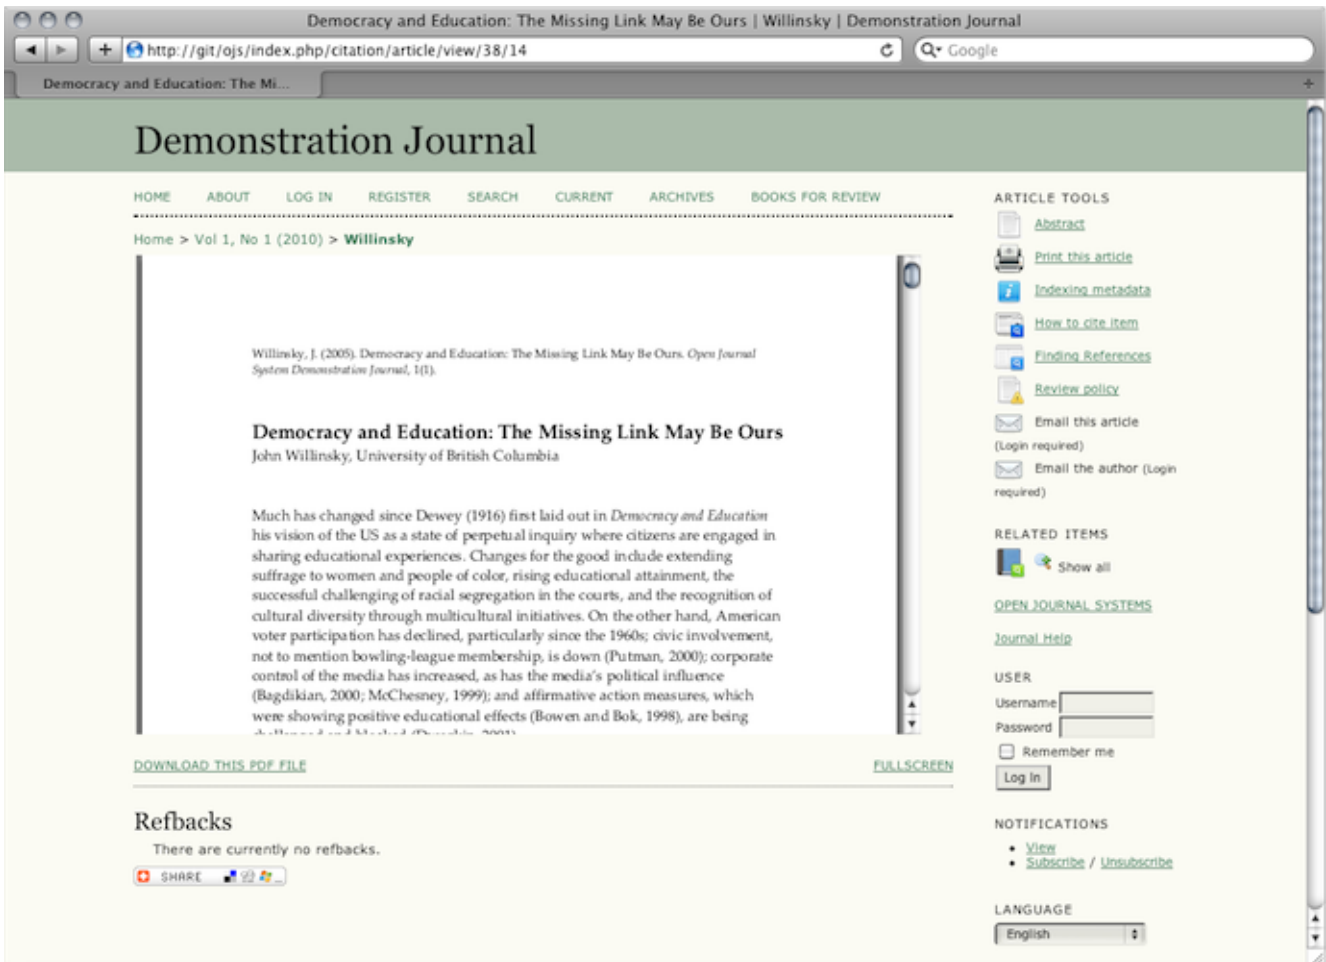 Democracy and Education: The Missing Link May Be Ours | Willinsky | Demonstration Journal
http://git/ojs/index.php/citation/article/view/38/14
Google
Democracy and Education: The Mi...
Demonstration Journal
HOME ABOUT LOG IN REGISTER SEARCH CURRENT ARCHIVES BOOKS FOR REVIEW
Home > Vol 1, No 1 (2010) > Willinsky
Willinsky, J. (2005). Democracy and Education: The Missing Link May Be Ours. Open Journal
System Demonstration Journal, 1(1).
Democracy and Education: The Missing Link May Be Ours
John Willinsky, University of British Columbia
Much has changed since Dewey (1916) first laid out in Democracy and Education
his vision of the US as a state of perpetual inquiry where citizens are engaged in
sharing educational experiences. Changes for the good include extending
suffrage to women and people of color, rising educational attainment, the
successful challenging of racial segregation in the courts, and the recognition of
cultural diversity through multicultural initiatives. On the other hand, American
voter participation has declined, particularly since the 1960s; civic involvement,
not to mention bowling-league membership, is down (Putman, 2000); corporate
control of the media has increased, as has the media's political influence
(Bagdikian, 2000; McChesney, 1999); and affirmative action measures, which
were showing positive educational effects (Bowen and Bok, 1998), are being
DOWNLOAD THIS PDF FILE
FULLSCREEN
Refbacks
There are currently no refbacks.
SHARE
ARTICLE TOOLS
Abstract
Print this article
Indexing metadata
How to cite item
Finding References
Review policy
Email this article
(Login required)
Email the author (Login
required)
RELATED ITEMS
Show all
OPEN JOURNAL SYSTEMS
Journal Help
USER
Username
Password
Remember me
Log In
NOTIFICATIONS
View
Subscribe / Unsubscribe
LANGUAGE
English